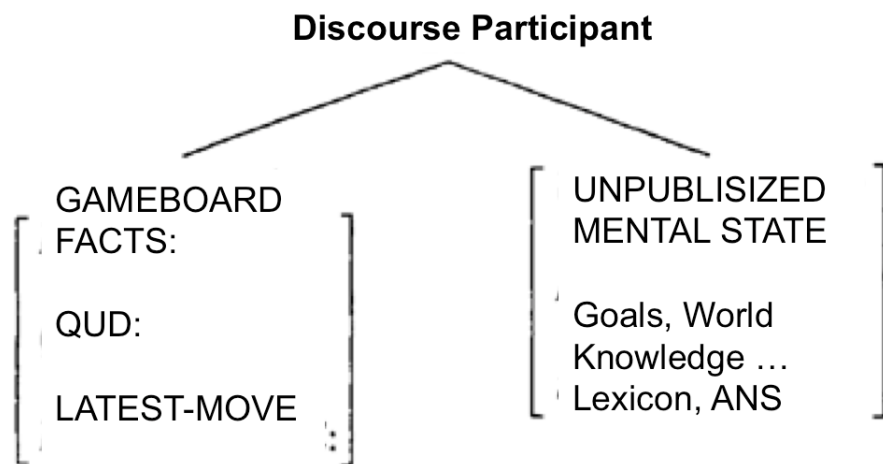 Discourse Participant
GAMEBOARD
FACTS:
QUD:
LATEST-MOVE
:
UNPUBLISIZED
MENTAL STATE
Goals, World
Knowledge …
Lexicon, ANS